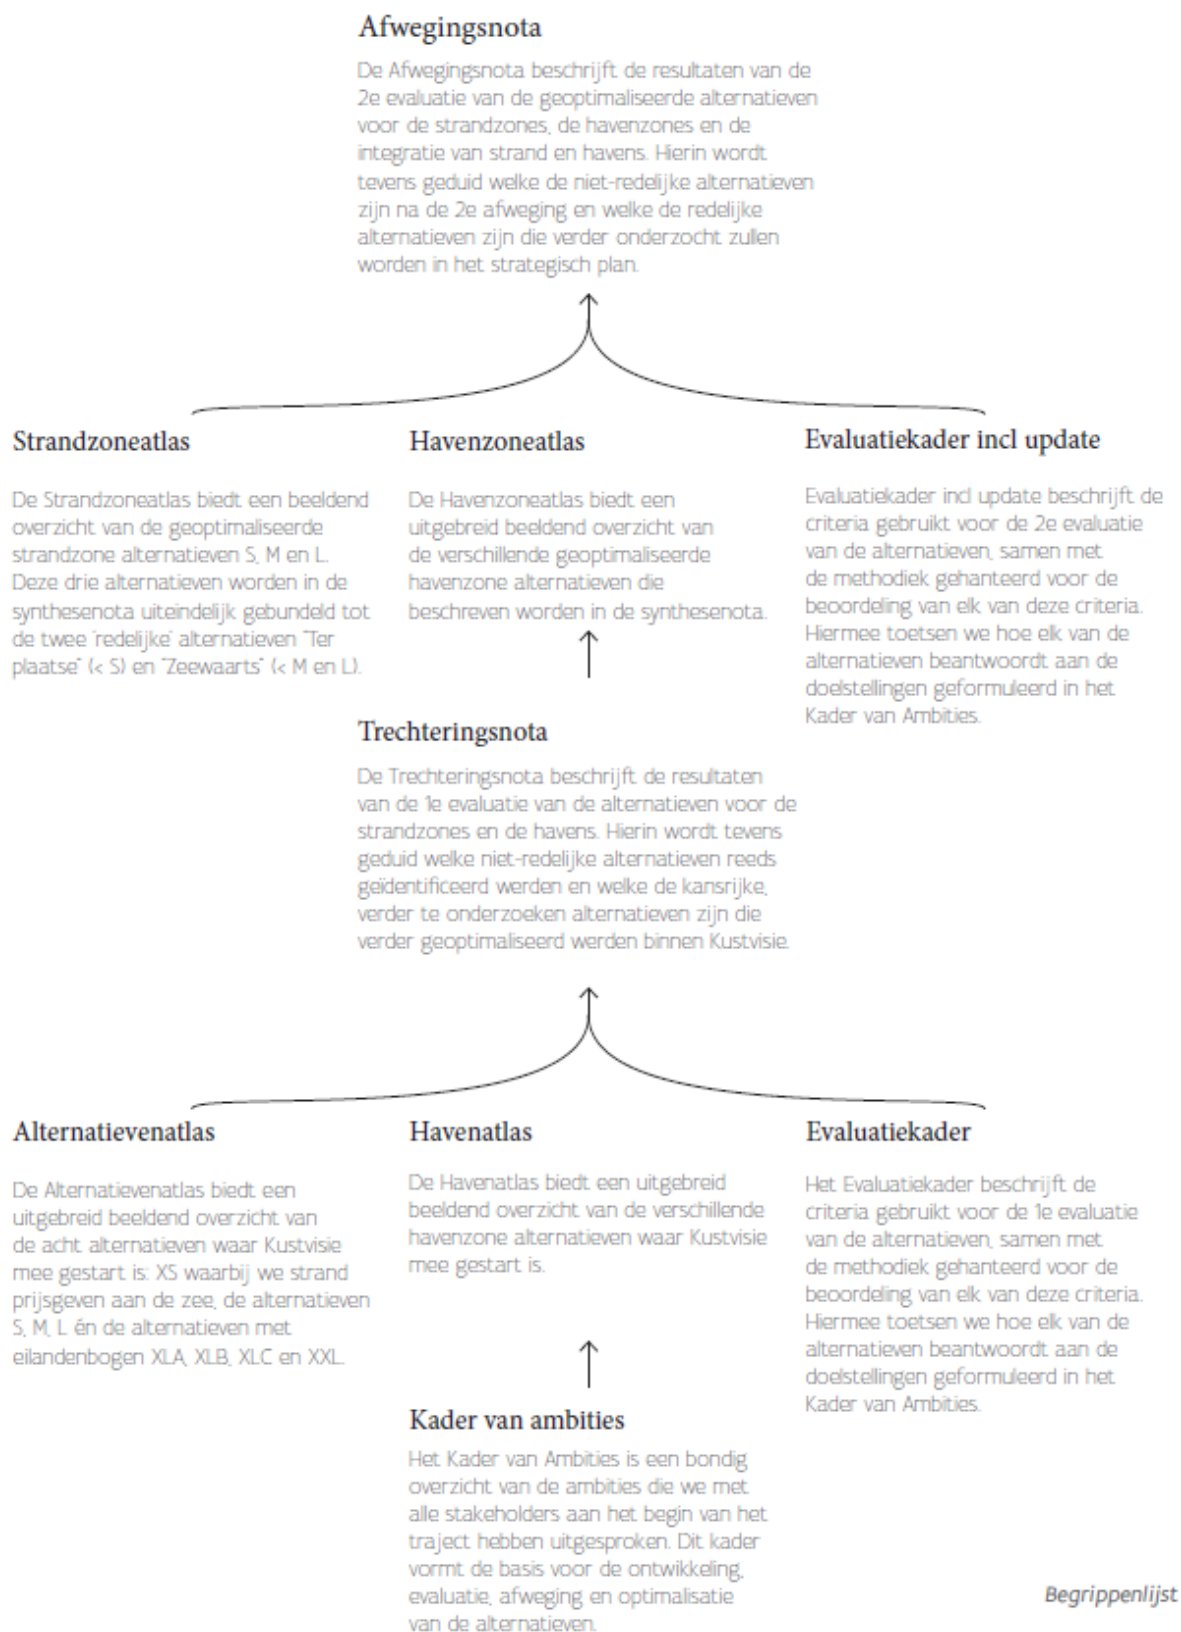 Afwegingsnota
De Afwegingsnota beschrijft de resultaten van de
2e evaluatie van de geoptimaliseerde alternatieven
voor de strandzones, de havenzones en de
integratie van strand en havens. Hierin wordt
tevens geduid welke de niet-redelijke alternatieven
zijn na de 2e afweging en welke de redelijke
alternatieven zijn die verder onderzocht zullen
worden in het strategisch plan.
Strandzoneatlas
De Strandzoneatlas biedt een beeldend
overzicht van de geoptimaliseerde
strandzone alternatieven S, M en L.
Deze drie alternatieven worden in de
synthesenota uiteindelijk gebundeld tot
de twee 'redelijke' alternatieven "Ter
plaatse" (< S) en "Zeewaarts" (< M en L).
Havenzoneatlas
De Havenzoneatlas biedt een
uitgebreid beeldend overzicht van
de verschillende geoptimaliseerde
havenzone alternatieven die
beschreven worden in de synthesenota.
Evaluatiekader incl update
Evaluatiekader incl update beschrijft de
criteria gebruikt voor de 2e evaluatie
van de alternatieven, samen met
de methodiek gehanteerd voor de
beoordeling van elk van deze criteria.
Hiermee toetsen we hoe elk van de
alternatieven beantwoordt aan de
doelstellingen geformuleerd in het
Kader van Ambities.
Trechteringsnota
De Trechteringsnota beschrijft de resultaten
van de 1e evaluatie van de alternatieven voor de
strandzones en de havens. Hierin wordt tevens
geduid welke niet-redelijke alternatieven reeds
geïdentificeerd werden en welke de kansrijke,
verder te onderzoeken alternatieven zijn die
verder geoptimaliseerd werden binnen Kustvisie.
Alternatievenatlas
De Alternatievenatlas biedt een
uitgebreid beeldend overzicht van
de acht alternatieven waar Kustvisie
mee gestart is: XS waarbij we strand
prijsgeven aan de zee, de alternatieven
S, M, L én de alternatieven met
eilandenbogen XLA, XLB, XLC en XXL.
Havenatlas
De Havenatlas biedt een uitgebreid
beeldend overzicht van de verschillende
havenzone alternatieven waar Kustvisie
mee gestart is.
Evaluatiekader
Het Evaluatiekader beschrijft de
criteria gebruikt voor de 1e evaluatie
van de alternatieven, samen met
de methodiek gehanteerd voor de
beoordeling van elk van deze criteria.
Hiermee toetsen we hoe elk van de
alternatieven beantwoordt aan de
doelstellingen geformuleerd in het
Kader van Ambities.
Kader van ambities
Het Kader van Ambities is een bondig
overzicht van de ambities die we met
alle stakeholders aan het begin van het
traject hebben uitgesproken. Dit kader
vormt de basis voor de ontwikkeling,
evaluatie, afweging en optimalisatie
van de alternatieven.
Begrippenlijst